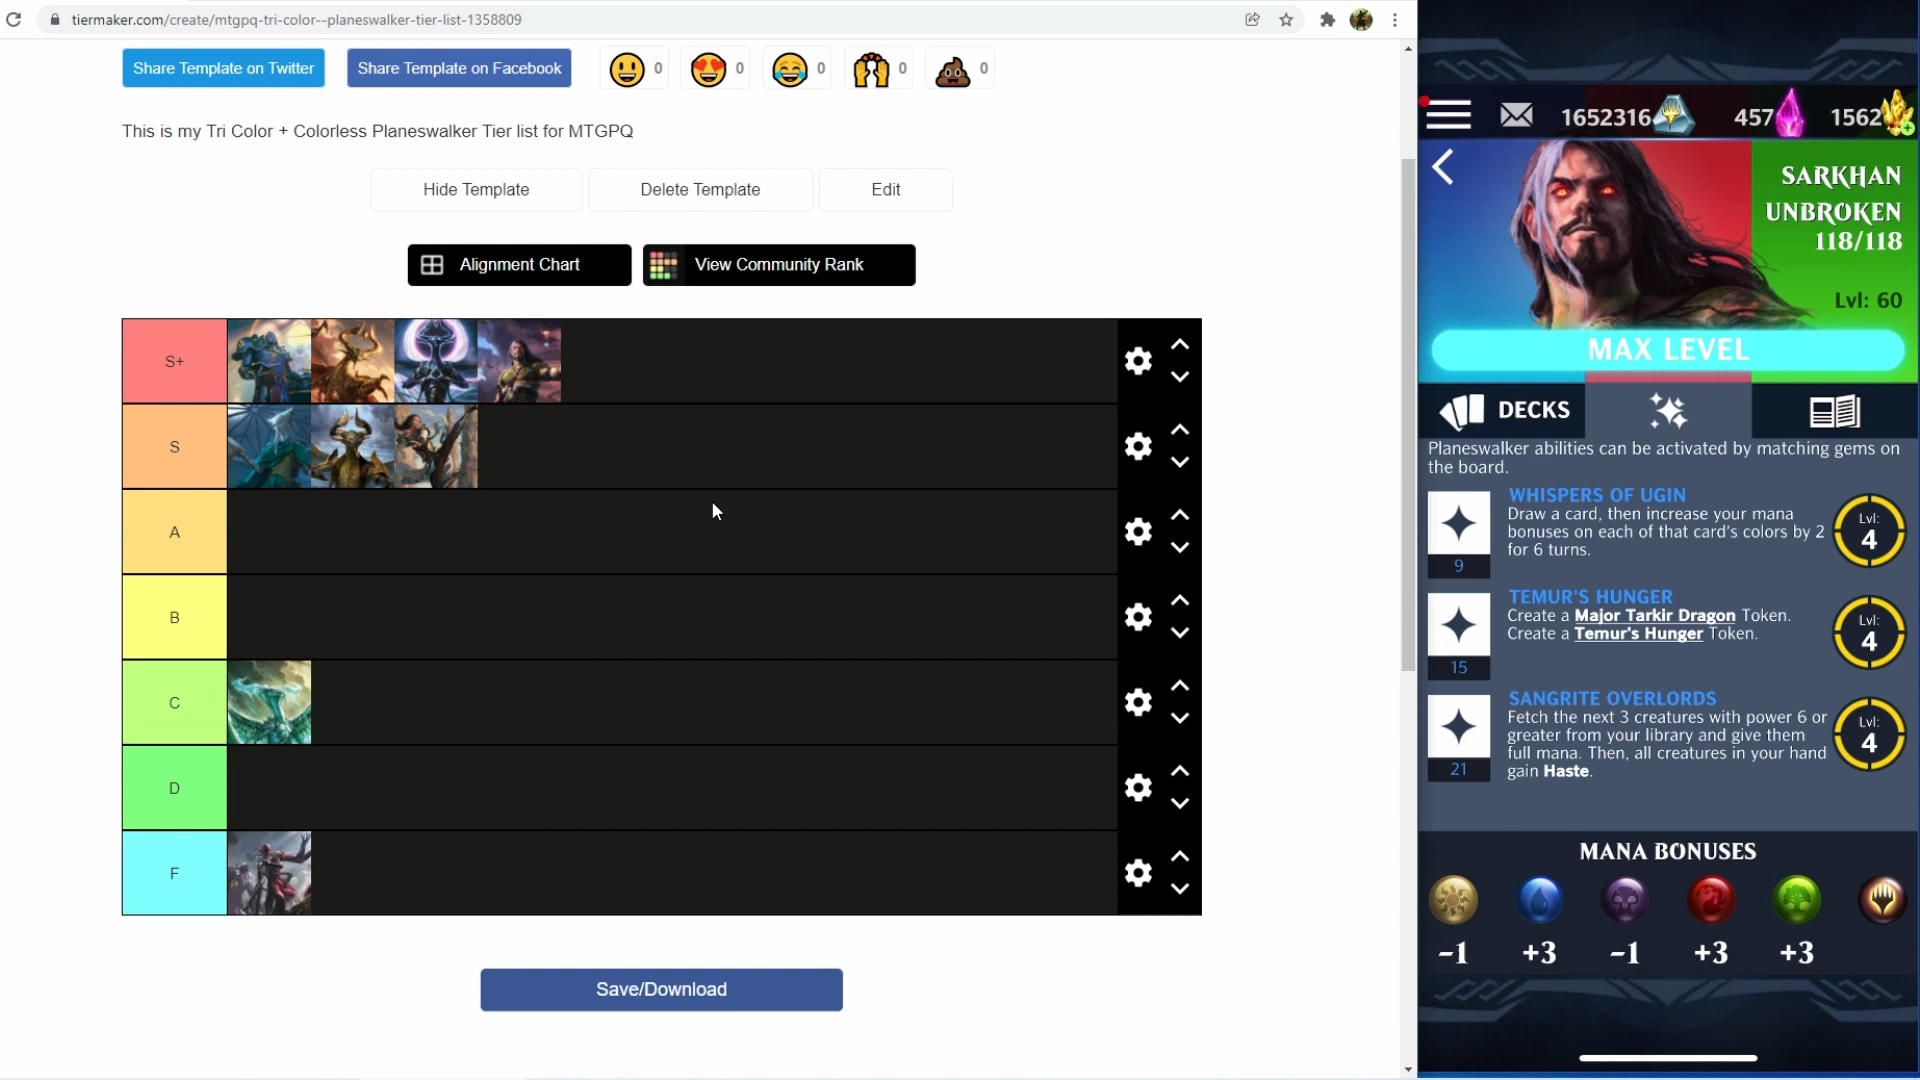 tiermaker.com/create/mtgpq-tri-color--planeswalker-tier-list-1358809
Share Template on Twitter
Share Template on Facebook
0
0
0
0
0
This is my Tri Color + Colorless Planeswalker Tier list for MTGPQ
Hide Template
Delete Template
Edit
Alignment Chart
View Community Rank
S+
S
A
B
C
D
F
Save/Download
1652316
457
1562
SARKHAN
UNBROKEN
118/118
Lvl: 60
MAX LEVEL
DECKS
Planeswalker abilities can be activated by matching gems on
the board.
WHISPERS OF UGIN
Draw a card, then increase your mana
bonuses on each of that card's colors by 2
for 6 turns.
9
Lvl:
4
TEMUR'S HUNGER
Create a Major Tarkir Dragon Token.
Create a Temur's Hunger Token.
15
Lvl:
4
SANGRITE OVERLORDS
Fetch the next 3 creatures with power 6 or
greater from your library and give them
full mana. Then, all creatures in your hand
gain Haste.
21
Lvl:
4
MANA BONUSES
-1
+3
-1
+3
+3